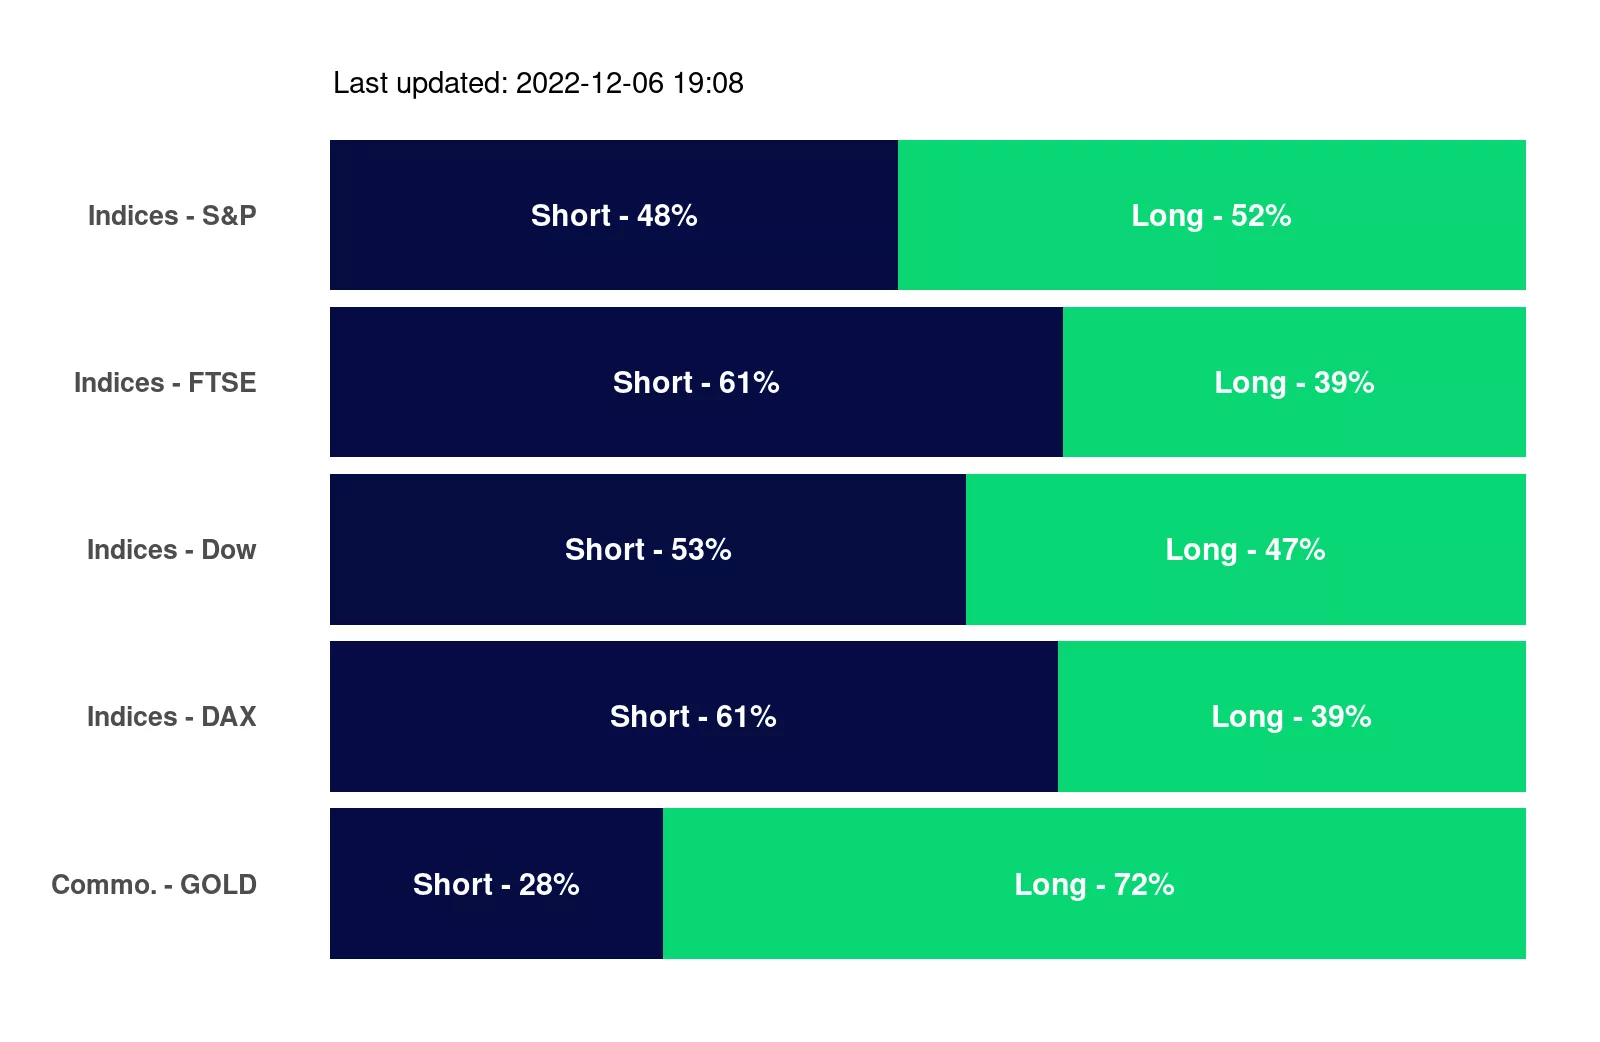 Last updated: 2022-12-06 19:08
Indices - S&P Short - 48% Long - 52%
Indices - FTSE Short - 61% Long - 39%
Indices - Dow Short - 53% Long - 47%
Indices - DAX Short - 61% Long - 39%
Commo. - GOLD Short - 28% Long - 72%